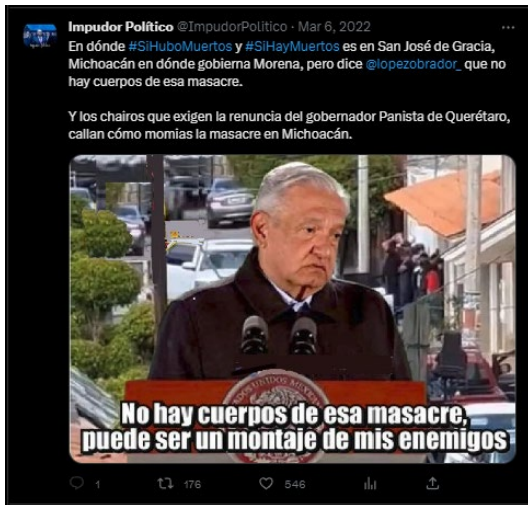 Impudor Político @ImpudorPolitico · Mar 6, 2022
En dónde #SiHuboMuertos y #SiHayMuertos es en San José de Gracia,
Michoacán en dónde gobierna Morena, pero dice @lopezobrador_ que no
hay cuerpos de esa masacre.
Y los chairos que exigen la renuncia del gobernador Panista de Querétaro,
callan cómo momias la masacre en Michoacán.
UNIDOS MEXICANOS
No hay cuerpos de esa masacre,
puede ser un montaje de mis enemigos
1 176 546